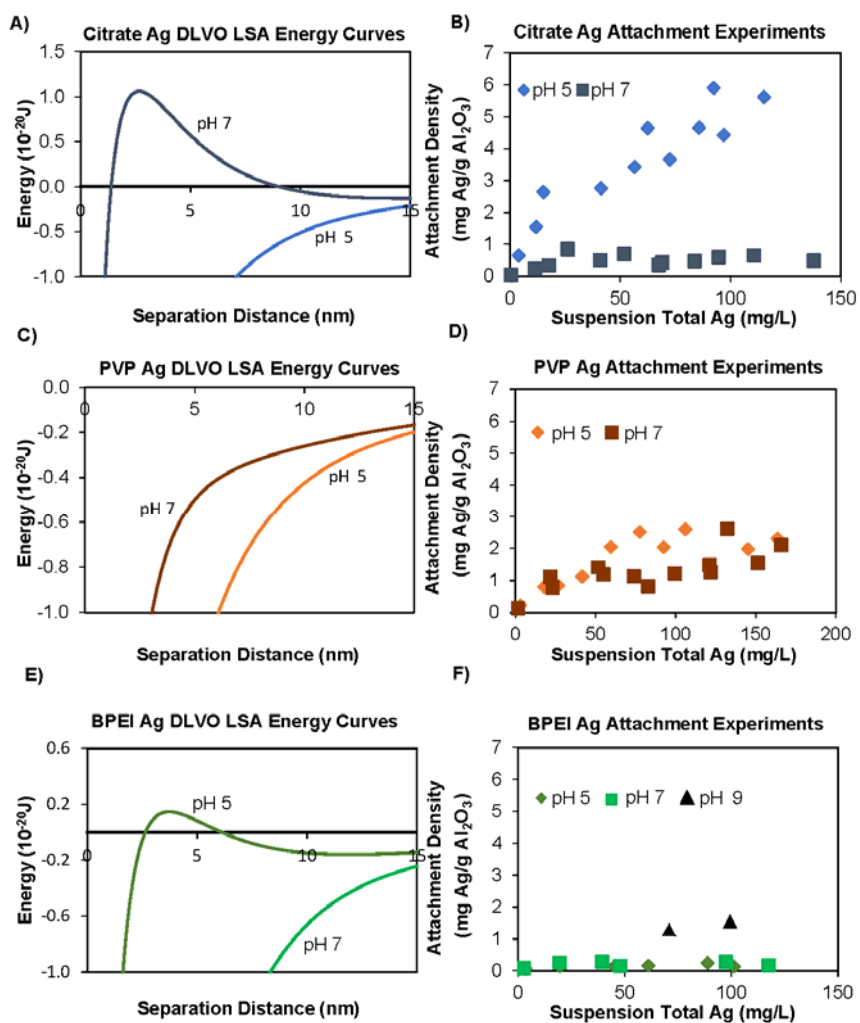 A)
Citrate Ag DLVO LSA Energy Curves
Energy (10⁻²⁰J)
1.5
1.0
0.5
0.0
-0.5
-1.0
0
5
10
15
pH 7
pH 5
Separation Distance (nm)
B)
Citrate Ag Attachment Experiments
Attachment Density
(mg Ag/g Al₂O₃)
7
6
5
4
3
2
1
0
pH 5
pH 7
0
50
100
150
Suspension Total Ag (mg/L)
C)
PVP Ag DLVO LSA Energy Curves
Energy (10⁻²⁰J)
0.0
-0.2
-0.4
-0.6
-0.8
-1.0
0
5
10
15
pH 7
pH 5
Separation Distance (nm)
D)
PVP Ag Attachment Experiments
Attachment Density
(mg Ag/g Al₂O₃)
7
6
5
4
3
2
1
0
pH 5
pH 7
0
50
100
150
200
Suspension Total Ag (mg/L)
E)
BPEI Ag DLVO LSA Energy Curves
Energy (10⁻²⁰J)
0.6
0.2
-0.2
-0.6
-1.0
0
5
10
15
pH 5
pH 7
Separation Distance (nm)
F)
BPEI Ag Attachment Experiments
Attachment Density
(mg Ag/g Al₂O₃)
7
6
5
4
3
2
1
0
pH 5
pH 7
pH 9
0
50
100
150
Suspension Total Ag (mg/L)